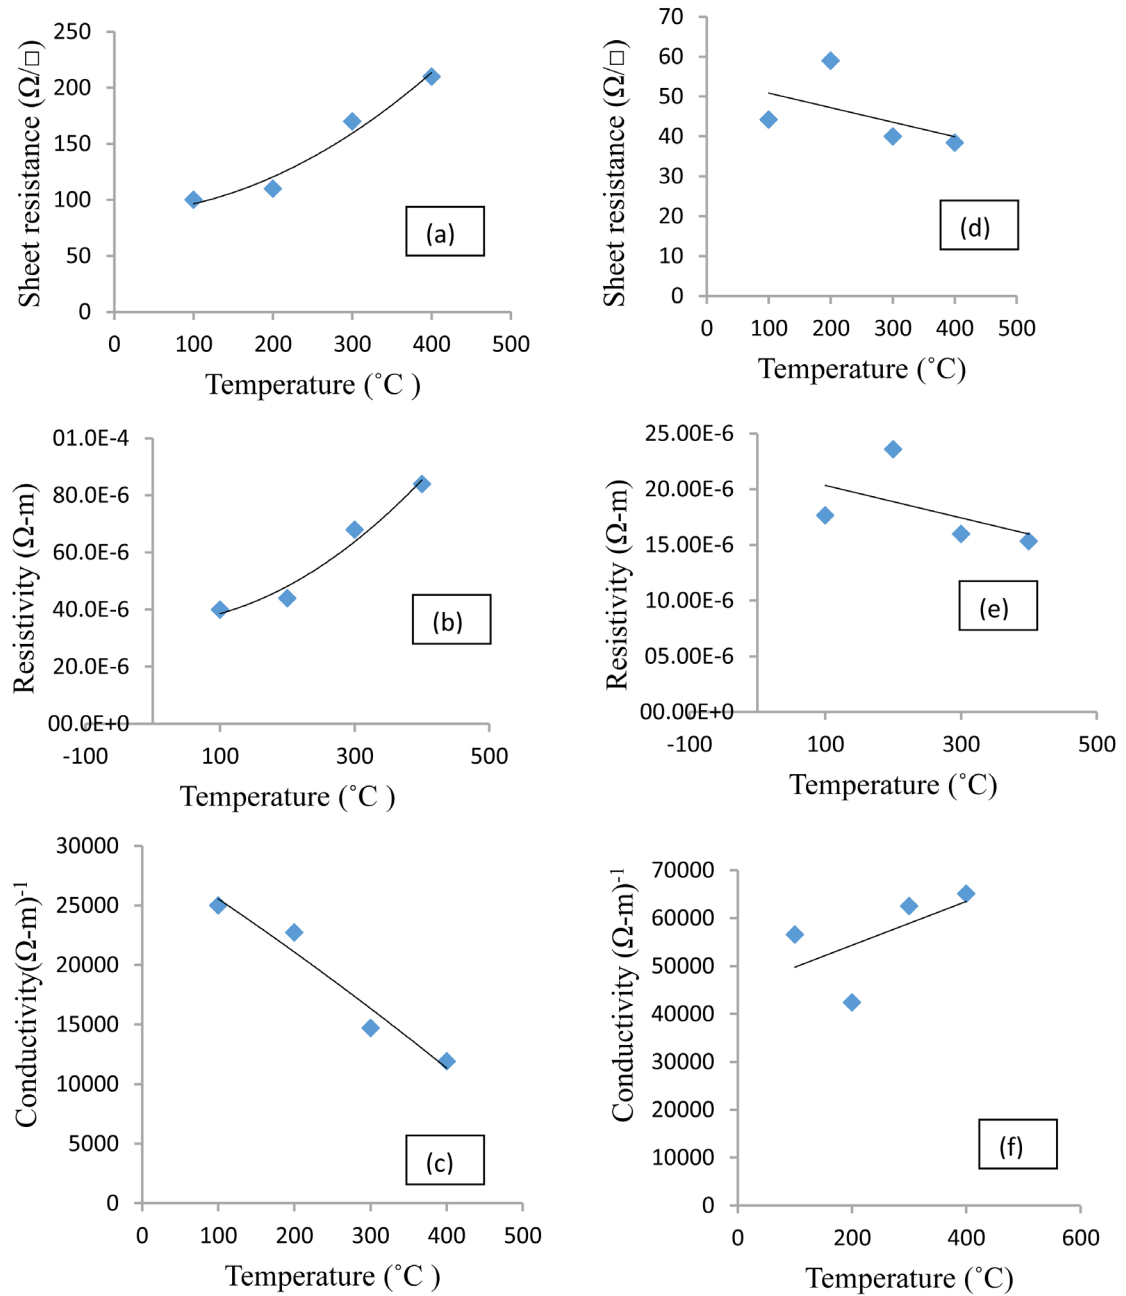 Sheet resistance (Ω/□)
250
200
150
100
50
0
0 100 200 300 400 500
Temperature (˚C )
(a)
Sheet resistance (Ω/□)
70
60
50
40
30
20
10
0
0 100 200 300 400 500
Temperature (˚C)
(d)
Resistivity (Ω-m)
01.0E-4
80.0E-6
60.0E-6
40.0E-6
20.0E-6
00.0E+0
-100 100 300 500
Temperature (˚C )
(b)
Resistivity (Ω-m)
25.00E-6
20.00E-6
15.00E-6
10.00E-6
05.00E-6
00.00E+0
-100 100 300 500
Temperature (˚C)
(e)
Conductivity(Ω-m)-1
30000
25000
20000
15000
10000
5000
0
0 100 200 300 400 500
Temperature (˚C )
(c)
Conductivity (Ω-m)-1
70000
60000
50000
40000
30000
20000
10000
0
0 200 400 600
Temperature (˚C)
(f)